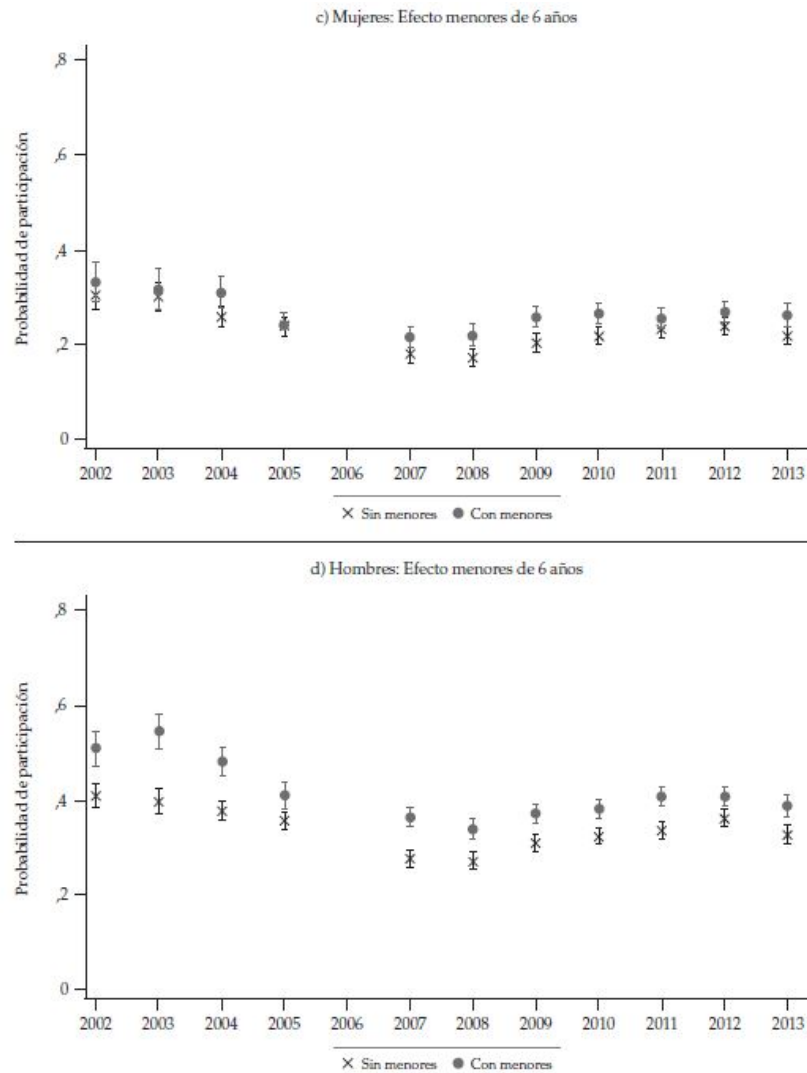 c) Mujeres: Efecto menores de 6 años
Probabilidad de participación
,8
,6
,4
,2
0
2002 2003 2004 2005 2006 2007 2008 2009 2010 2011 2012 2013
× Sin menores ● Con menores
d) Hombres: Efecto menores de 6 años
Probabilidad de participación
,8
,6
,4
,2
0
2002 2003 2004 2005 2006 2007 2008 2009 2010 2011 2012 2013
× Sin menores ● Con menores